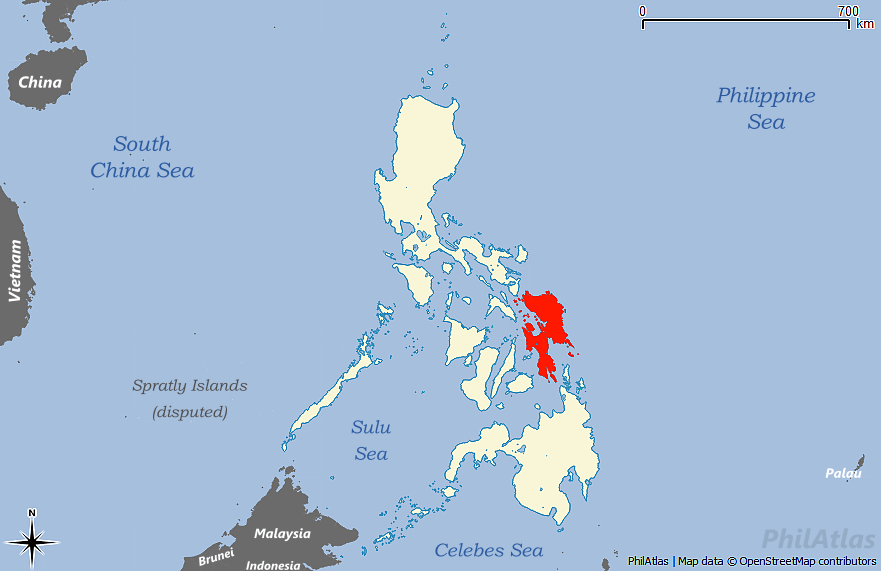 0 700
km
China
South
China Sea
Philippine
Sea
Vietnam
Spratly Islands
(disputed)
Sulu
Sea
Palau
N
Malaysia
Brunei
Indonesia
Celebes Sea
PhilAtlas
PhilAtlas | Map data © OpenStreetMap contributors